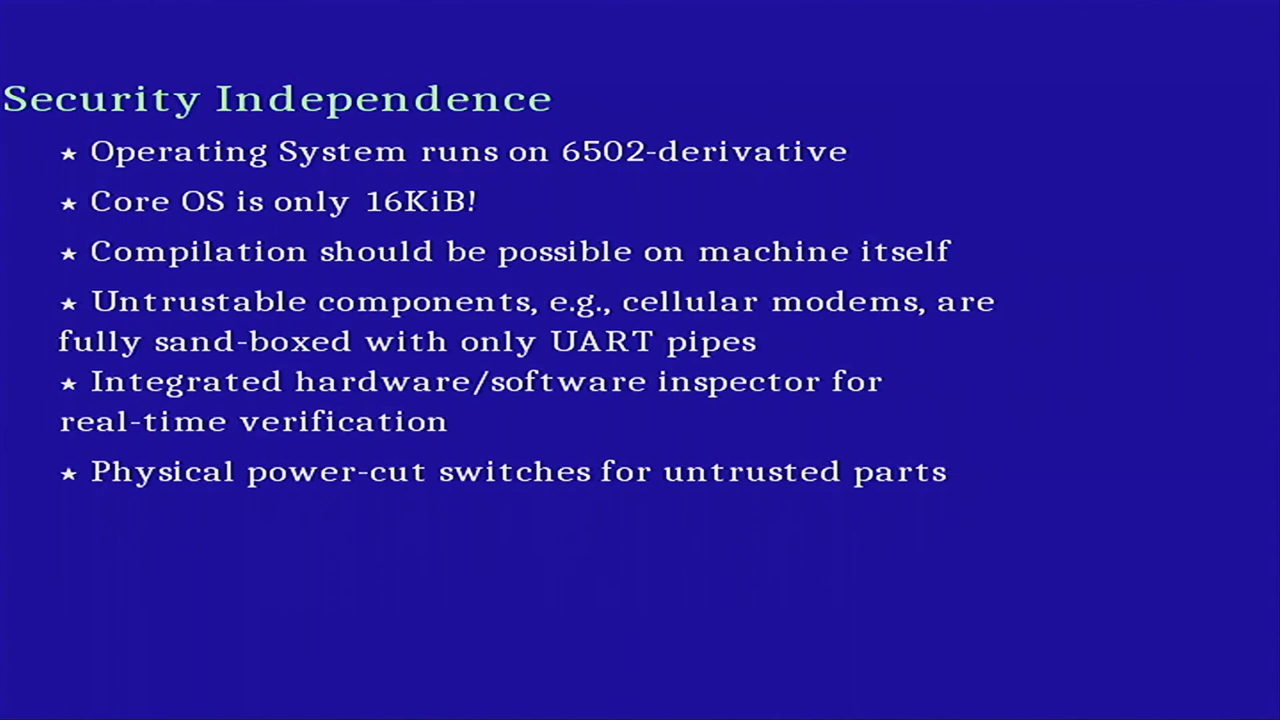 Security Independence
★ Operating System runs on 6502-derivative
★ Core OS is only 16KiB!
★ Compilation should be possible on machine itself
★ Untrustable components, e.g., cellular modems, are
fully sand-boxed with only UART pipes
★ Integrated hardware/software inspector for
real-time verification
★ Physical power-cut switches for untrusted parts